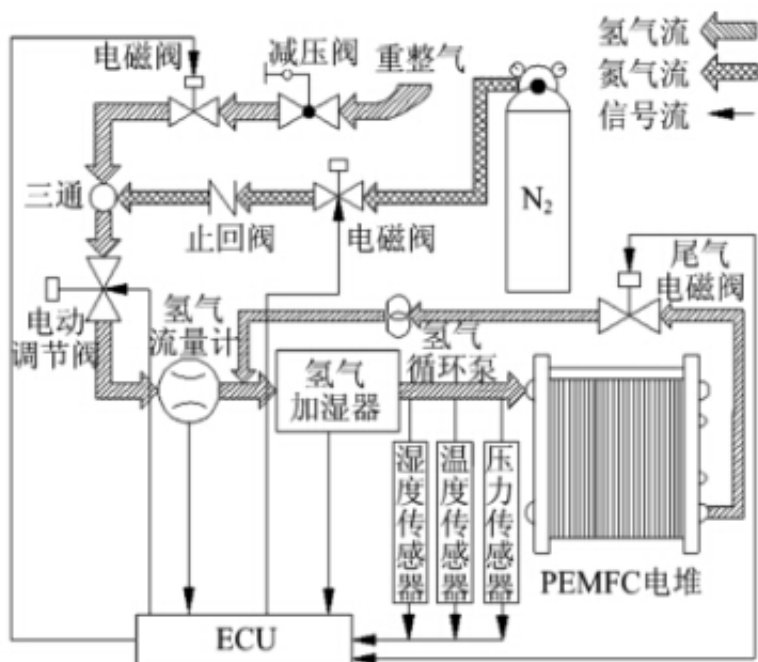 电磁阀
减压阀
重整气
氢气流
氮气流
信号流
三通
止回阀
电磁阀
N₂
尾气
电磁阀
电动
调节阀
氢气
流量计
氢气
循环泵
氢气
加湿器
湿度传感器
温度传感器
压力传感器
PEMFC电堆
ECU